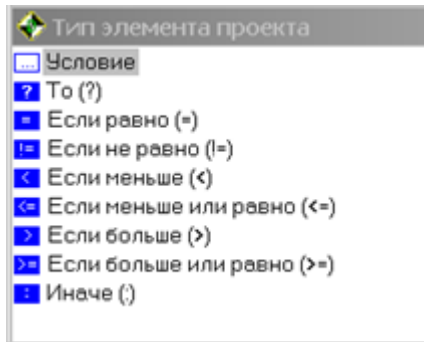 Тип элемента проекта
... Условие
? То (?)
= Если равно (=)
!= Если не равно (!=)
< Если меньше (<)
<= Если меньше или равно (<=)
> Если больше (>)
>= Если больше или равно (>=)
: Иначе (:)